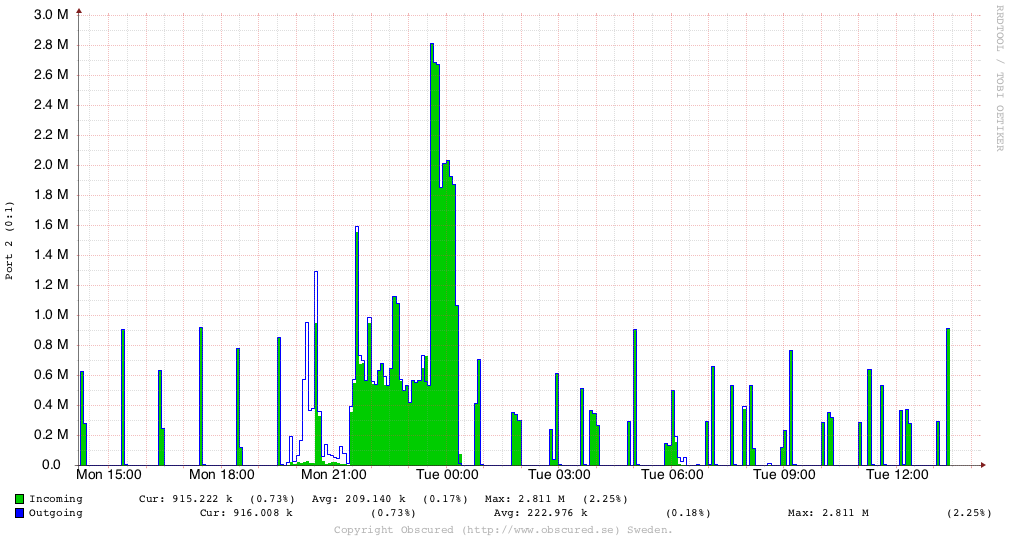 3.0 M
2.8 M
2.6 M
2.4 M
2.2 M
2.0 M
1.8 M
1.6 M
1.4 M
1.2 M
1.0 M
0.8 M
0.6 M
0.4 M
0.2 M
0.0
Port 2 (0:1)
RRDTOOL / TOBI OETIKER
Mon 15:00 Mon 18:00 Mon 21:00 Tue 00:00 Tue 03:00 Tue 06:00 Tue 09:00 Tue 12:00
Incoming Cur: 915.222 k (0.73%) Avg: 209.140 k (0.17%) Max: 2.811 M (2.25%)
Outgoing Cur: 916.008 k (0.73%) Avg: 222.976 k (0.18%) Max: 2.811 M (2.25%)
Copyright Obscured (http://www.obscured.se) Sweden.